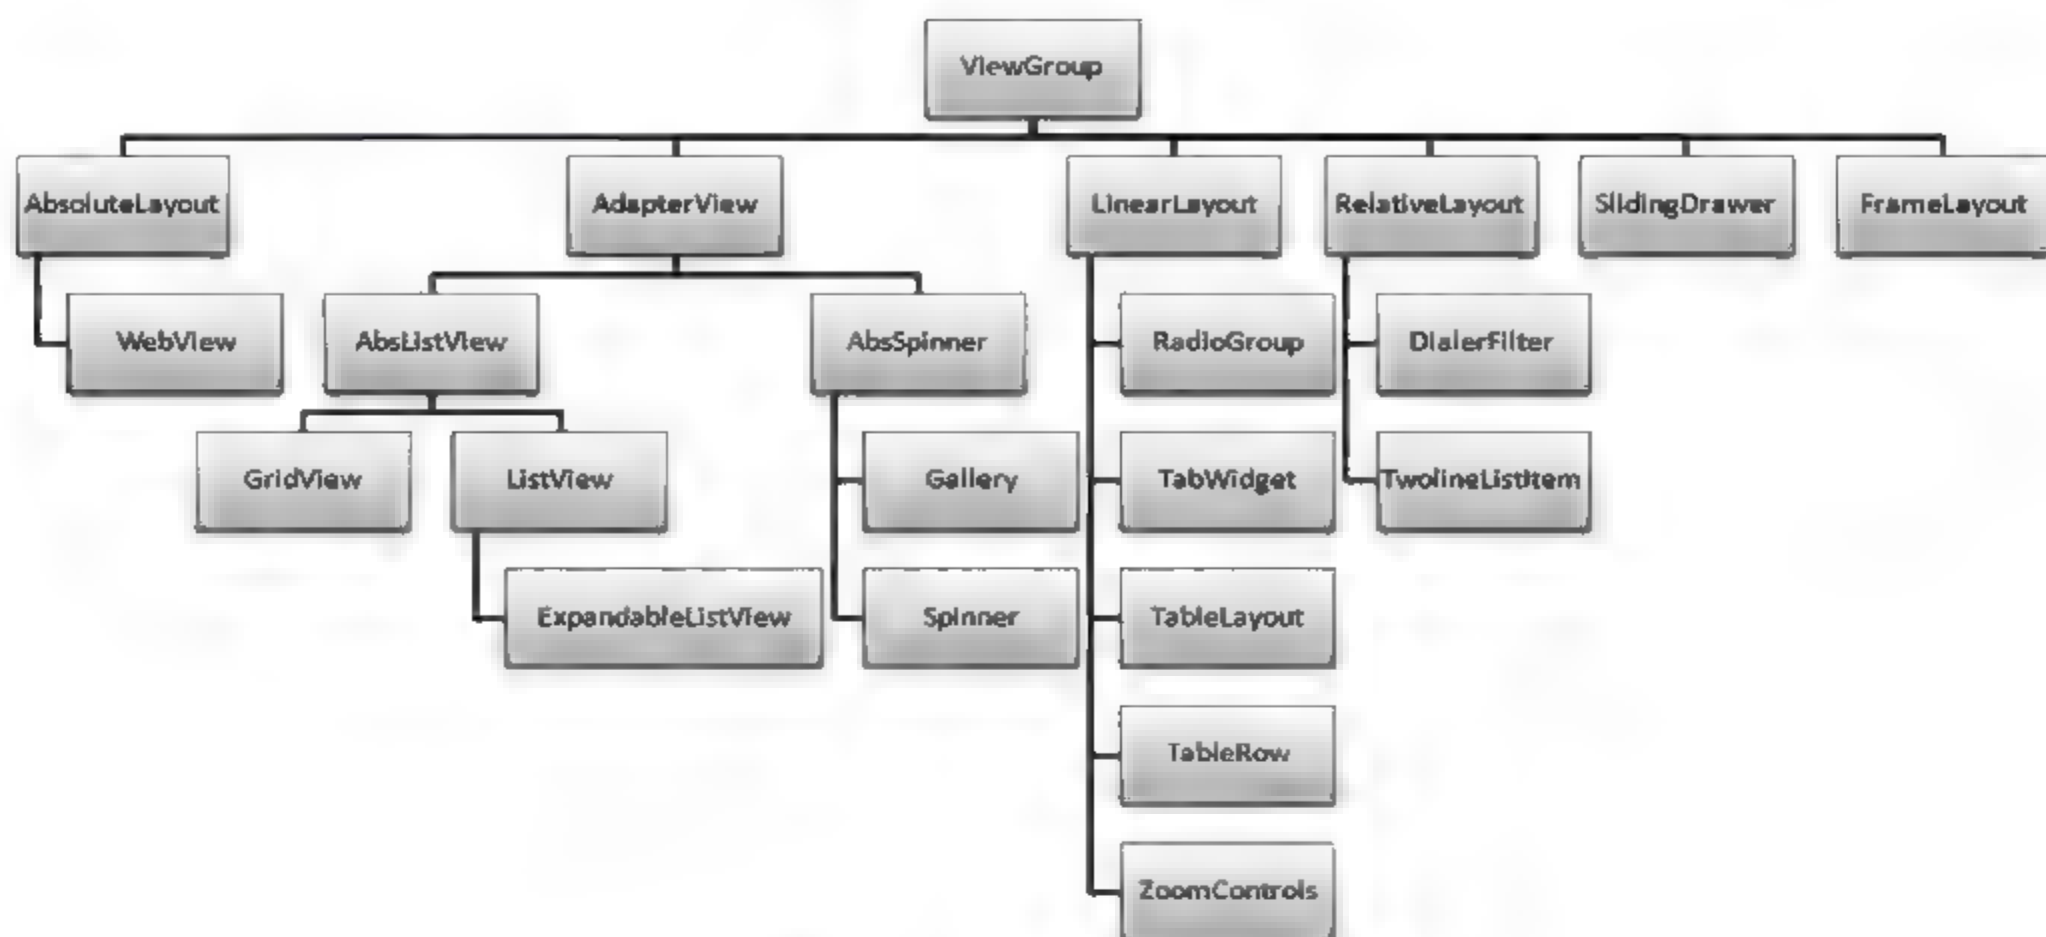 ViewGroup
AbsoluteLayout
AdapterView
LinearLayout
RelativeLayout
SlidingDrawer
FrameLayout
WebView
AbsListView
AbsSpinner
RadioGroup
DialerFilter
GridView
ListView
Gallery
TabWidget
TwolineListItem
ExpandableListView
Spinner
TableLayout
TableRow
ZoomControls